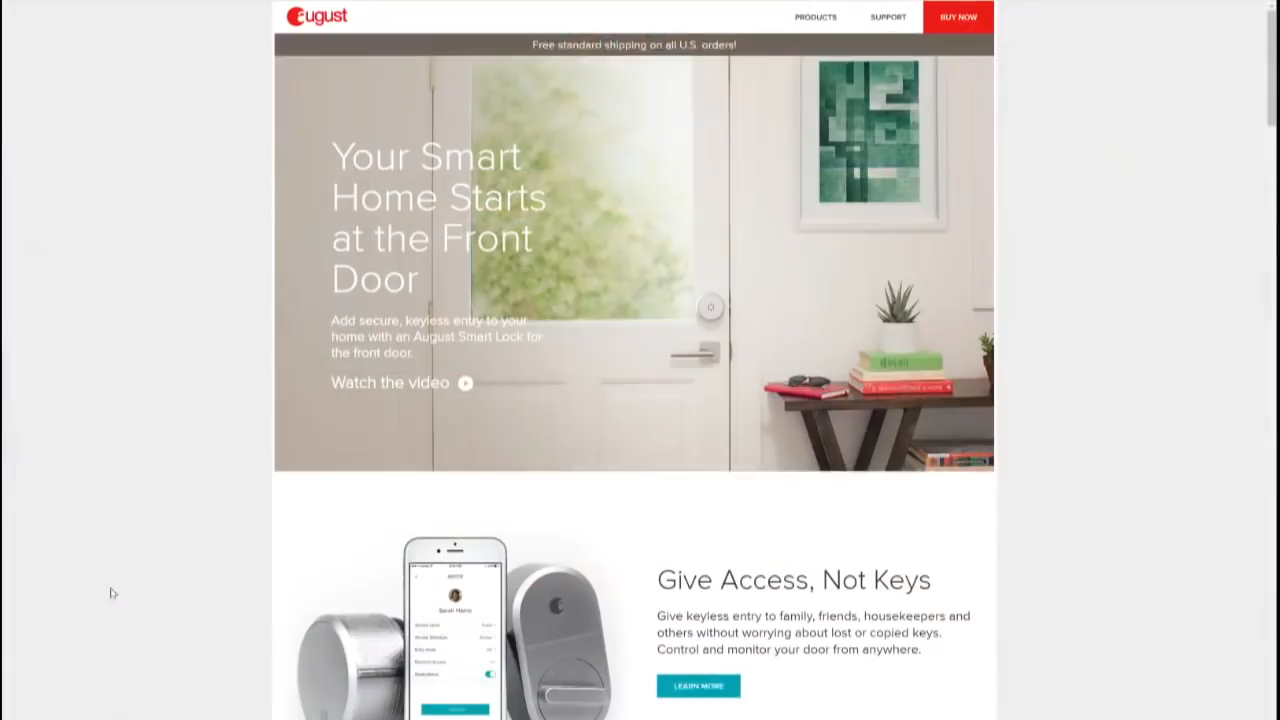 august
PRODUCTS
SUPPORT
BUY NOW
Free standard shipping on all U.S. orders!
Your Smart
Home Starts
at the Front
Door
Add secure, keyless entry to your
home with an August Smart Lock for
the front door.
Watch the video
INVITE
Give Access, Not Keys
Give keyless entry to family, friends, housekeepers and
others without worrying about lost or copied keys.
Control and monitor your door from anywhere.
LEARN MORE